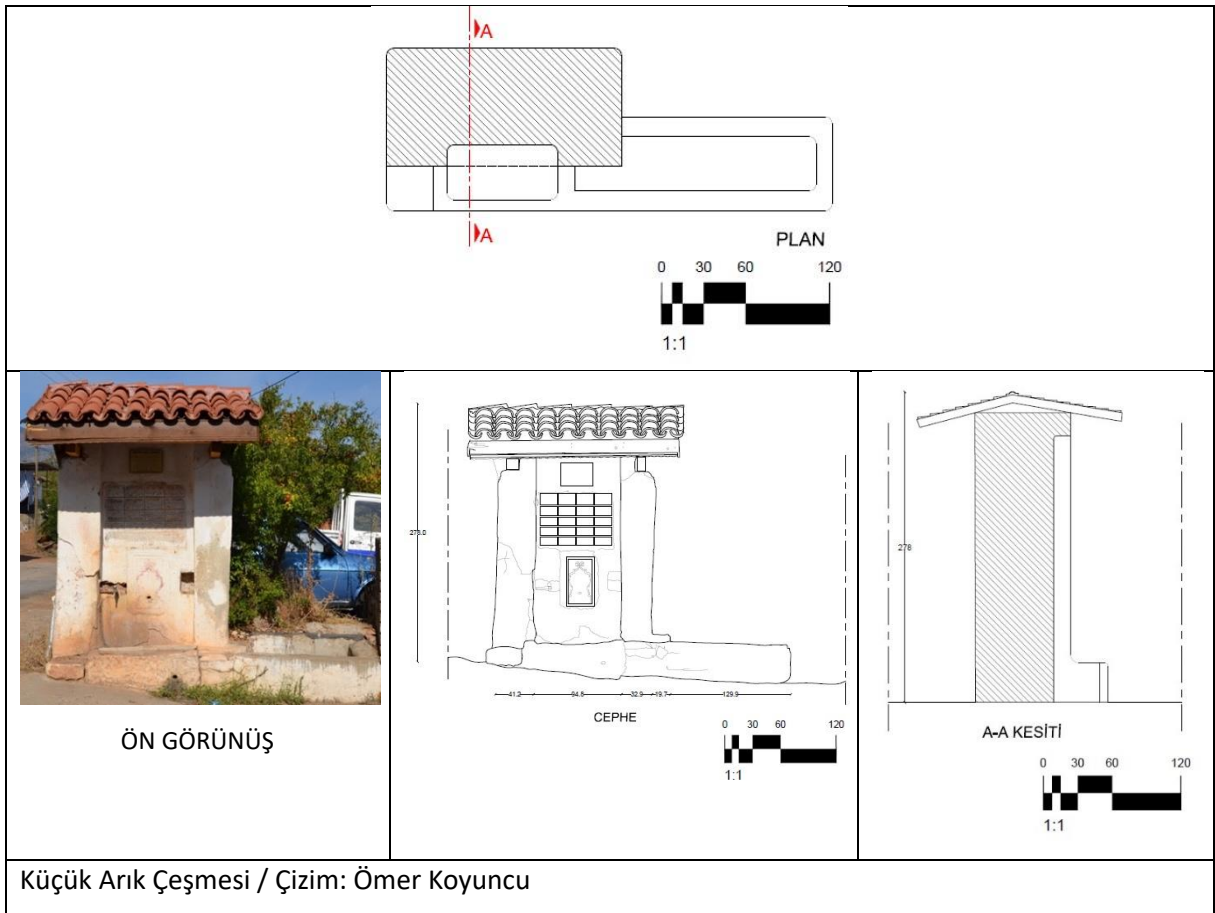 A
A
PLAN
0 30 60 120
1:1
ÖN GÖRÜNÜŞ
278.0
41.2 94.5 32.9 19.7 129.9
CEPHE
0 30 60 120
1:1
278
A-A KESİTİ
0 30 60 120
1:1
Küçük Arık Çeşmesi / Çizim: Ömer Koyuncu